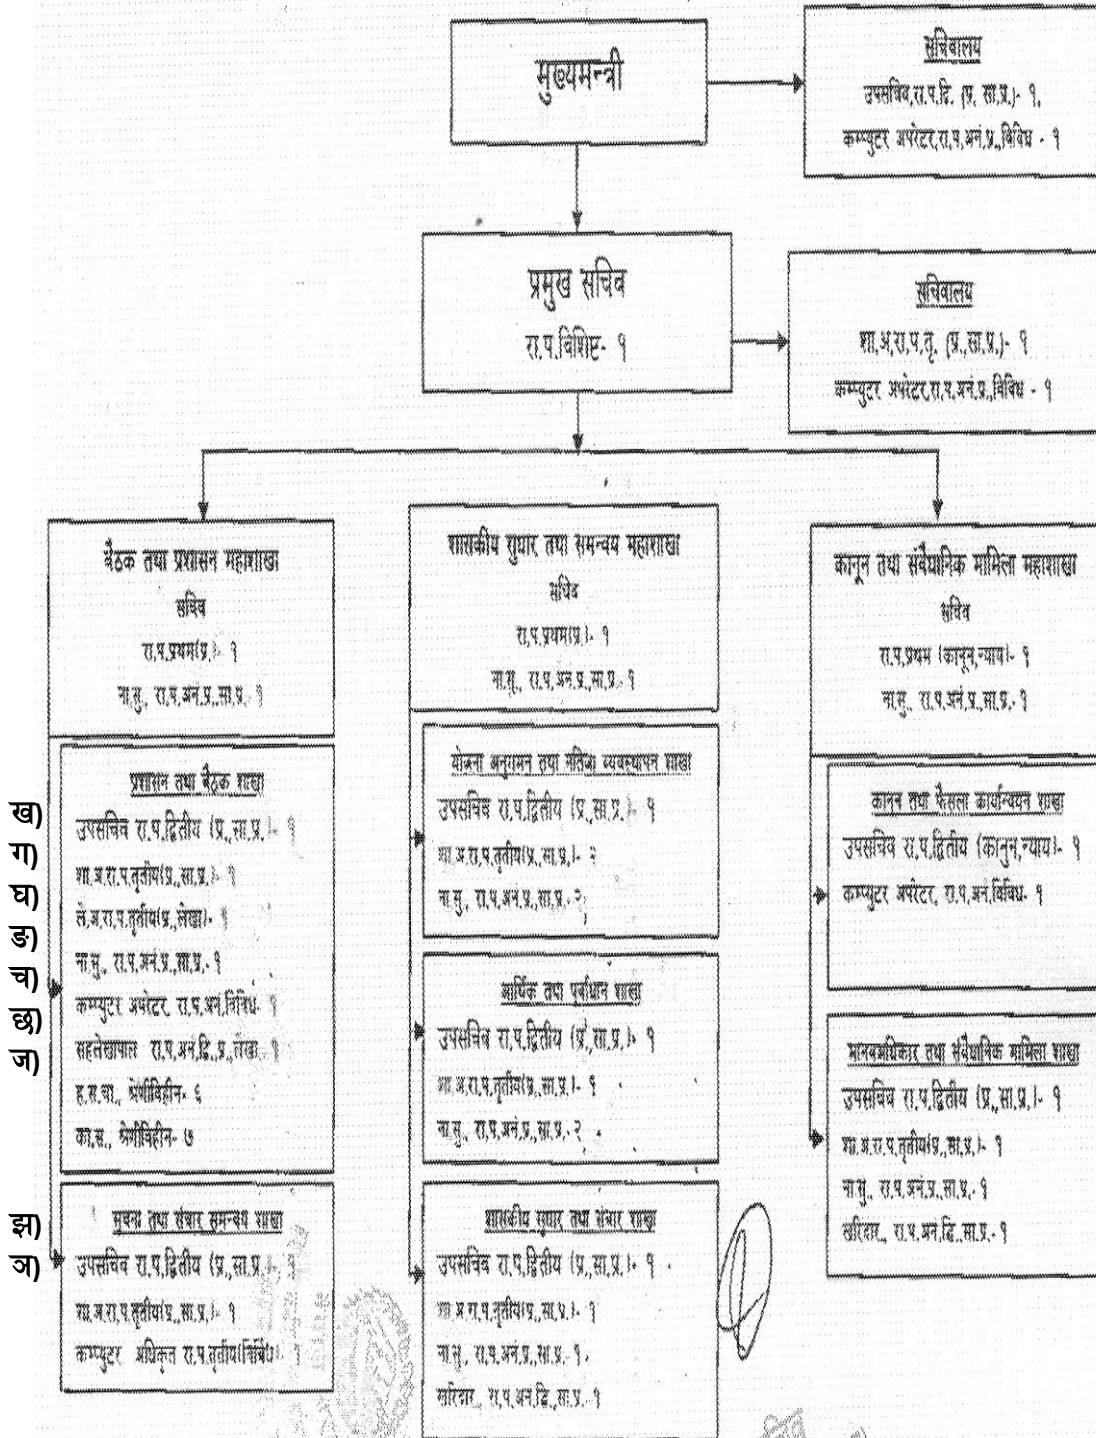 मुख्यमन्त्री
सचिवालय
उपसचिव,रा.प.द्वि. (प्र. सा.प्र.)- १,
कम्प्युटर अपरेटर,रा.प.अनं.प्र.,विविध - १
प्रमुख सचिव
रा.प.विशिष्ट- १
सचिवालय
शा.अ.रा.प.तृ. (प्र.,सा.प्र.)- १
कम्प्युटर अपरेटर,रा.प.अनं.प्र.,विविध - १
बैठक तथा प्रशासन महाशाखा
सचिव
रा.प.प्रथम(प्र.)- १
ना.सु., रा.प.अनं.प्र.,सा.प्र.- १
प्रशासन तथा बैठक शाखा
ख) उपसचिव रा.प.द्वितीय (प्र.,सा.प्र.)- १
ग) शा.अ.रा.प.तृतीय(प्र.,सा.प्र.)- १
घ) ले.अ.रा.प.तृतीय(प्र.,लेखा)- १
ङ) ना.सु., रा.प.अनं.प्र.,सा.प्र.- १
च) कम्प्युटर अपरेटर, रा.प.अनं.विविध- १
छ) सहलेखापाल रा.प.अनं.द्वि.,प्र.,लेखा- १
ज) ह.स.चा., श्रेणीविहीन- ६
का.स., श्रेणीविहीन- ७
झ) सूचना तथा संचार समन्वय शाखा
ञ) उपसचिव रा.प.द्वितीय (प्र.,सा.प्र.)- १
शा.अ.रा.प.तृतीय(प्र.,सा.प्र.)- १
कम्प्युटर अधिकृत रा.प.तृतीय(विविध)- १
शासकीय सुधार तथा समन्वय महाशाखा
सचिव
रा.प.प्रथम(प्र.)- १
ना.सु., रा.प.अनं.प्र.,सा.प्र.- १
योजना अनुगमन तथा नतिजा व्यवस्थापन शाखा
उपसचिव रा.प.द्वितीय (प्र.,सा.प्र.)- १
शा.अ.रा.प.तृतीय(प्र.,सा.प्र.)- २
ना.सु., रा.प.अनं.प्र.,सा.प्र.- २
आर्थिक तथा पूर्वाधार शाखा
उपसचिव रा.प.द्वितीय (प्र.,सा.प्र.)- १
शा.अ.रा.प.तृतीय(प्र.,सा.प्र.)- १
ना.सु., रा.प.अनं.प्र.,सा.प्र.- २
शासकीय सुधार तथा संचार शाखा
उपसचिव रा.प.द्वितीय (प्र.,सा.प्र.)- १
शा.अ.रा.प.तृतीय(प्र.,सा.प्र.)- १
ना.सु., रा.प.अनं.प्र.,सा.प्र.- १
खरिदार, रा.प.अनं.द्वि.,सा.प्र.- १
कानून तथा संवैधानिक मामिला महाशाखा
सचिव
रा.प.प्रथम (कानून,न्याय)- १
ना.सु., रा.प.अनं.प्र.,सा.प्र.- १
कानून तथा फैसला कार्यान्वयन शाखा
उपसचिव रा.प.द्वितीय (कानुन,न्याय)- १
कम्प्युटर अपरेटर, रा.प.अनं.विविध- १
मानवअधिकार तथा संवैधानिक मामिला शाखा
उपसचिव रा.प.द्वितीय (प्र.,सा.प्र.)- १
शा.अ.रा.प.तृतीय(प्र.,सा.प्र.)- १
ना.सु., रा.प.अनं.प्र.,सा.प्र.- १
खरिदार, रा.प.अनं.द्वि.,सा.प्र.- १